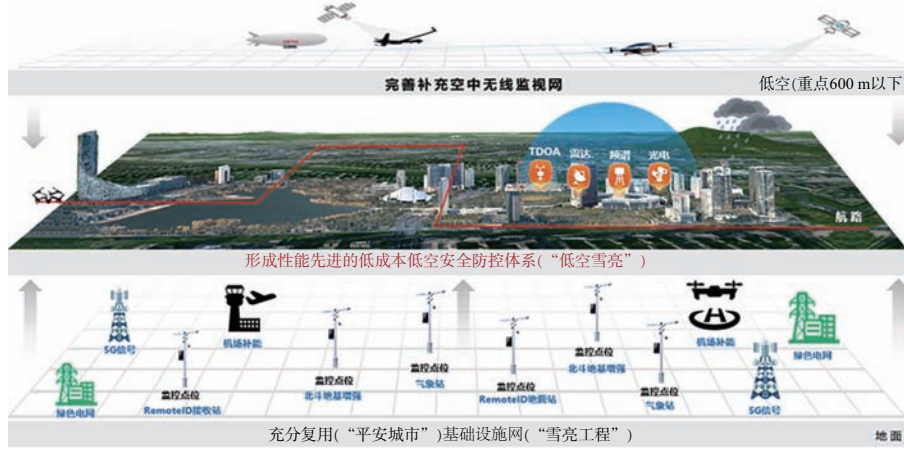 完善补充空中无线监视网
低空(重点600 m以下)
TDOA 雷达 频谱 光电
航路
形成性能先进的低成本低空安全防控体系(“低空雪亮”)
5G信号
机场补能
监控点位
北斗地基增强
机场补能
绿色电网
绿色电网
监控点位
RemoteID接收站
监控点位
北斗地基增强
监控点位
气象站
监控点位
RemoteID地面站
监控点位
气象站
5G信号
充分复用(“平安城市”)基础设施网(“雪亮工程”)
地面